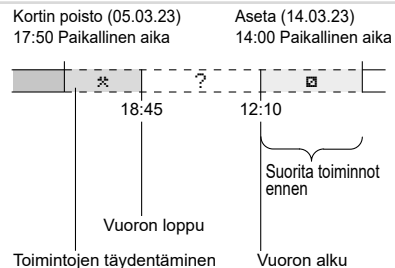 Kortin poisto (05.03.23)
17:50 Paikallinen aika
Aseta (14.03.23)
14:00 Paikallinen aika
?
18:45
12:10
Suorita toiminnot
ennen
Vuoron loppu
Toimintojen täydentäminen
Vuoron alku